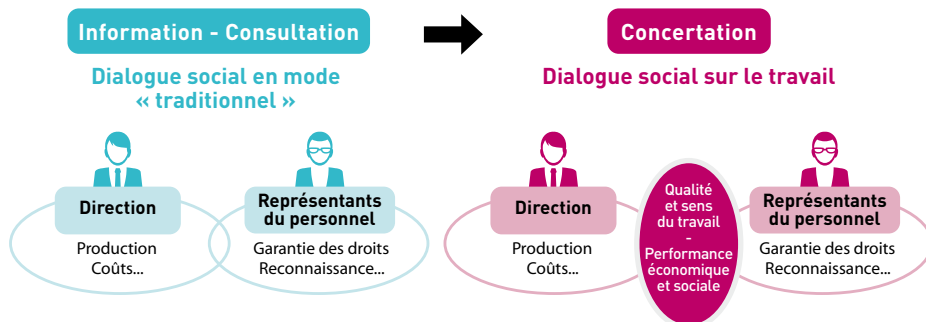 Information - Consultation
Dialogue social en mode
« traditionnel »
Direction
Production
Coûts...
Représentants
du personnel
Garantie des droits
Reconnaissance...
Concertation
Dialogue social sur le travail
Direction
Production
Coûts...
Qualité
et sens
du travail
-
Performance
économique
et sociale
Représentants
du personnel
Garantie des droits
Reconnaissance...